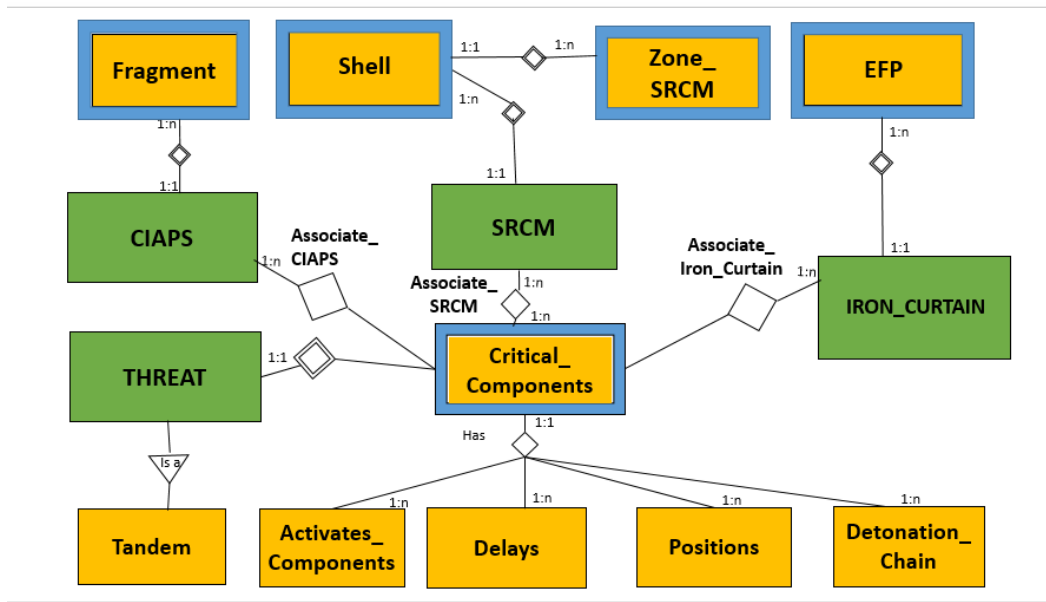 Fragment
Shell
1:1
1:n
Zone_
SRCM
EFP
1:n
1:n
1:n
1:1
1:1
1:1
CIAPS
SRCM
IRON_CURTAIN
Associate_
CIAPS
1:n
Associate_
SRCM
1:n
1:n
Associate_
Iron_Curtain
1:n
THREAT
1:1
Critical_
Components
Is a
Has
1:1
1:n
1:n
1:n
1:n
Tandem
Activates_
Components
Delays
Positions
Detonation_
Chain